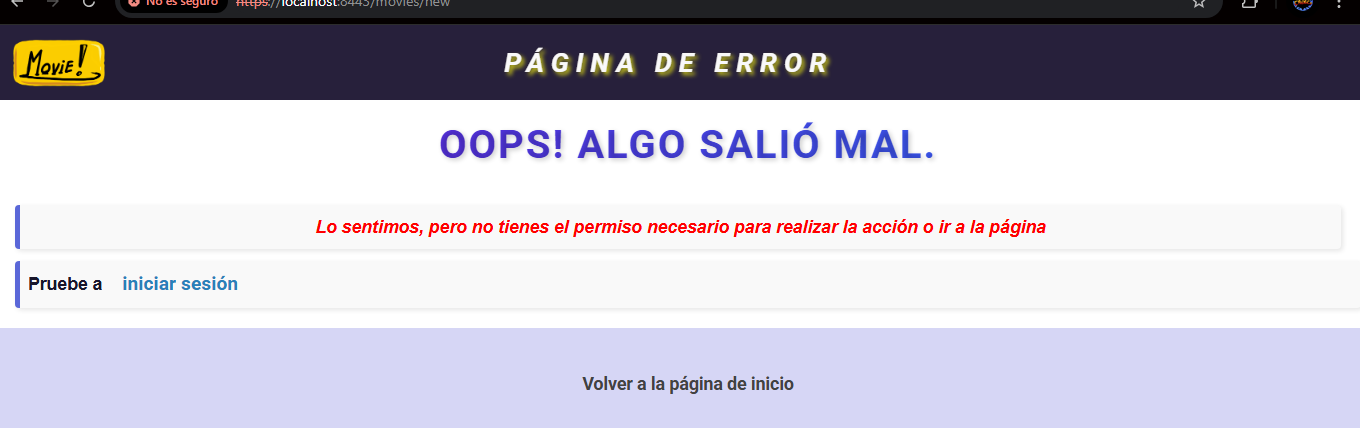 No es seguro https://localhost:8443/movies/new
Movie!
PÁGINA DE ERROR
OOPS! ALGO SALIÓ MAL.
Lo sentimos, pero no tienes el permiso necesario para realizar la acción o ir a la página
Pruebe a iniciar sesión
Volver a la página de inicio